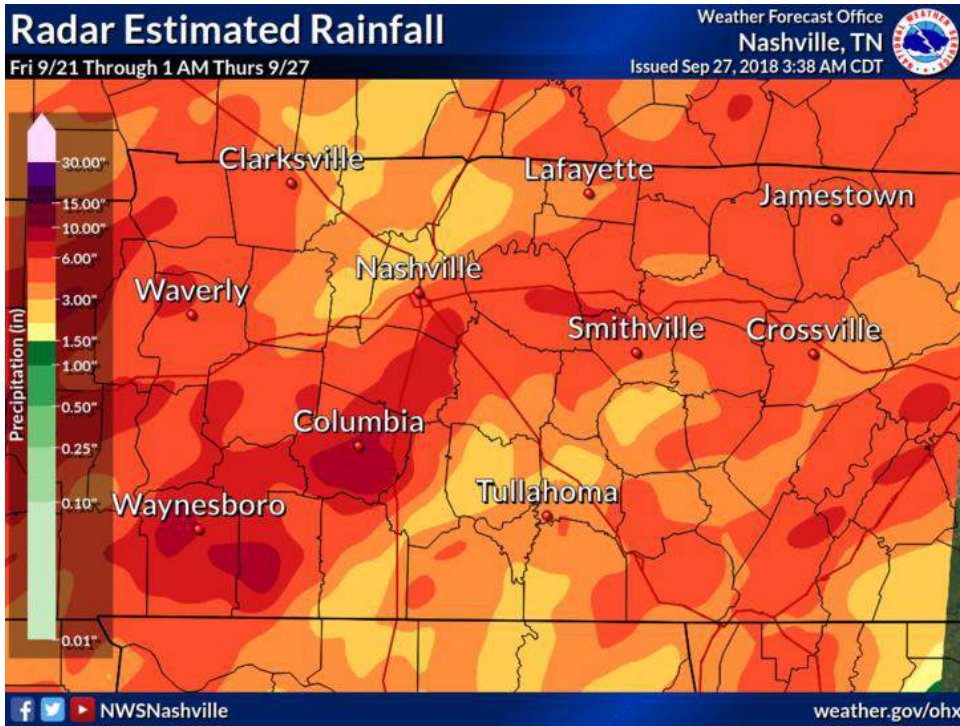 Radar Estimated Rainfall
Fri 9/21 Through 1 AM Thurs 9/27
Weather Forecast Office
Nashville, TN
Issued Sep 27, 2018 3:38 AM CDT
NATIONAL WEATHER SERVICE
Clarksville
Lafayette
Jamestown
Nashville
Waverly
Smithville
Crossville
Columbia
Tullahoma
Waynesboro
Precipitation (in)
30.00"
15.00"
10.00"
6.00"
3.00"
1.50"
1.00"
0.50"
0.25"
0.10"
0.01"
NWSNashville
weather.gov/ohx